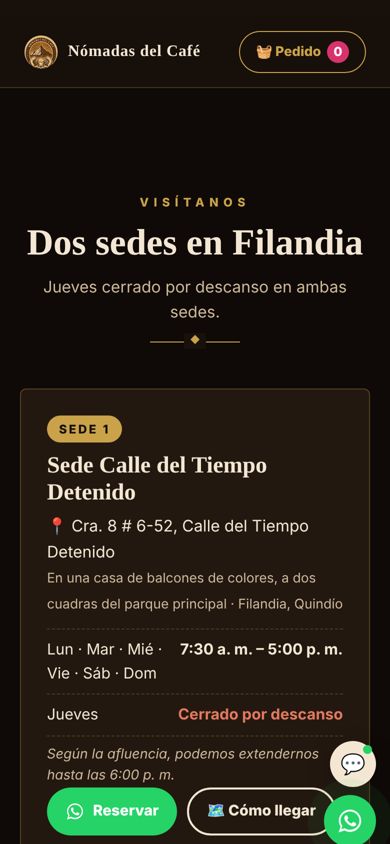 Nómadas del Café
Pedido 0
VISÍTANOS
Dos sedes en Filandia
Jueves cerrado por descanso en ambas
sedes.
SEDE 1
Sede Calle del Tiempo
Detenido
Cra. 8 # 6-52, Calle del Tiempo
Detenido
En una casa de balcones de colores, a dos
cuadras del parque principal · Filandia, Quindío
Lun · Mar · Mié · 7:30 a. m. – 5:00 p. m.
Vie · Sáb · Dom
Jueves Cerrado por descanso
Según la afluencia, podemos extendernos
hasta las 6:00 p. m.
Reservar Cómo llegar